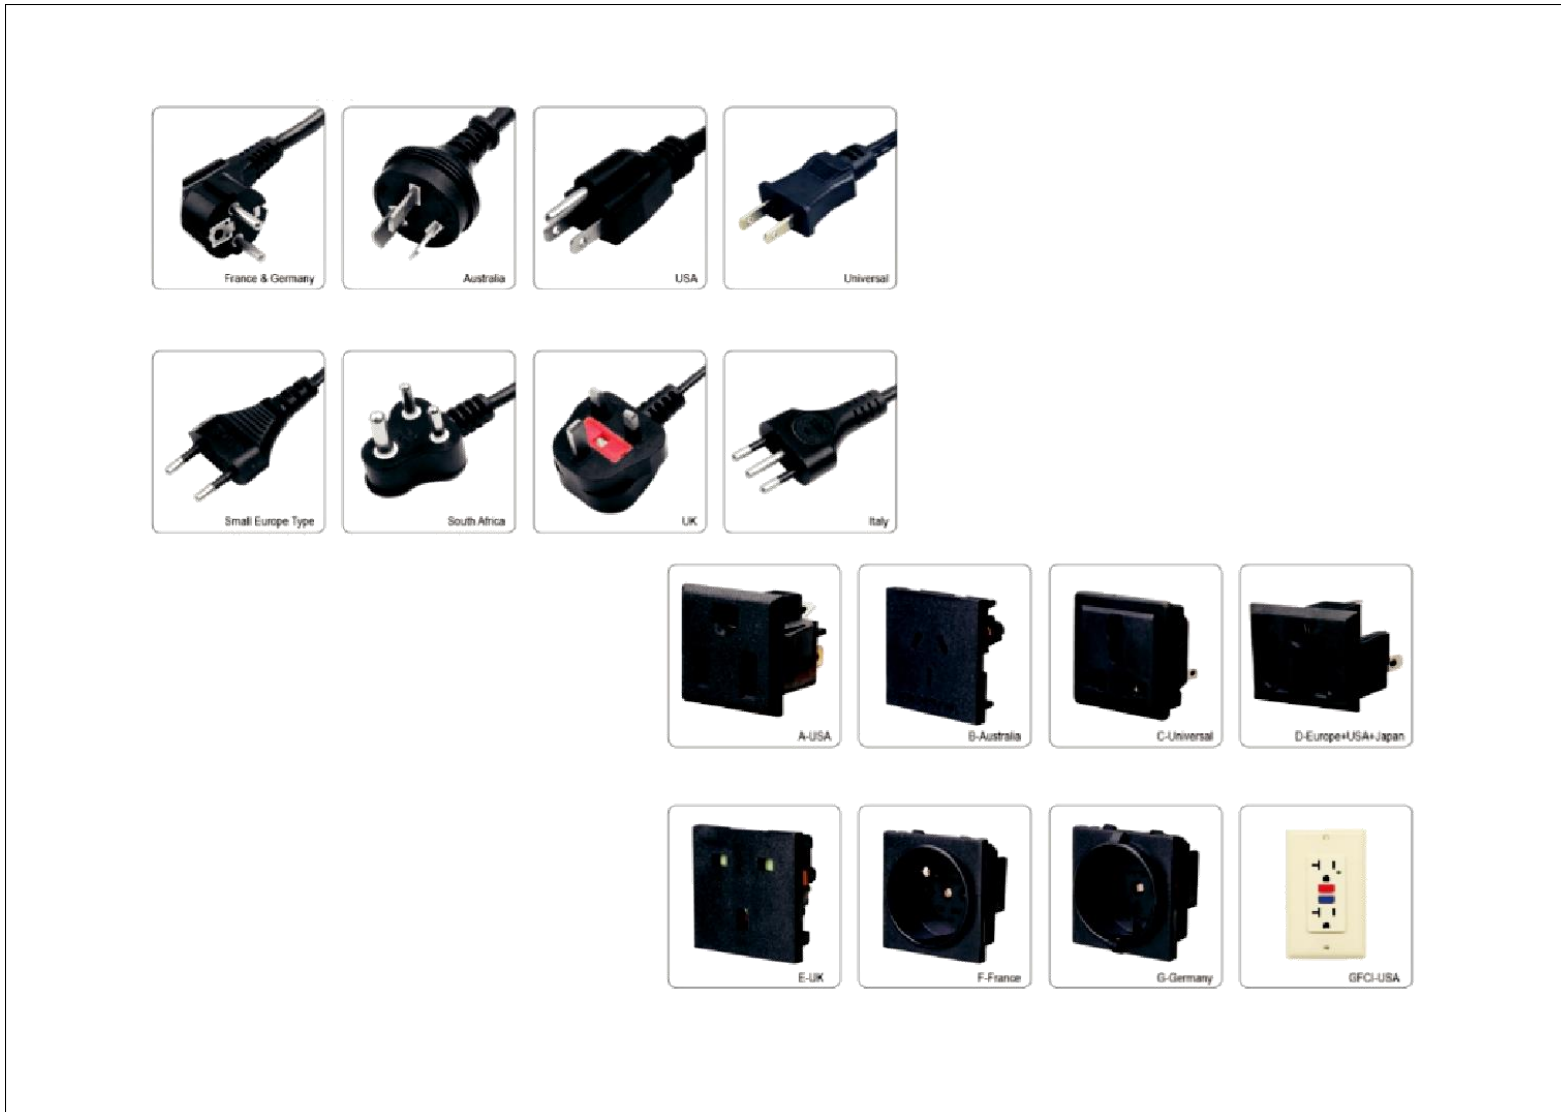 France & Germany
Australia
USA
Universal
Small Europe Type
South Africa
UK
Italy
A-USA
B-Australia
C-Universal
D-Europe+USA+Japan
E-UK
F-France
G-Germany
GFCI-USA